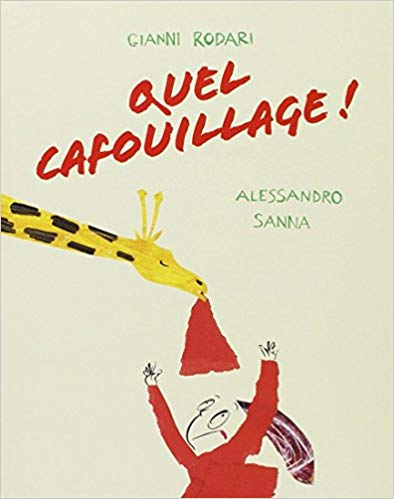 GIANNI RODARI
QUEL
CAFOUILLAGE !
ALESSANDRO
SANNA